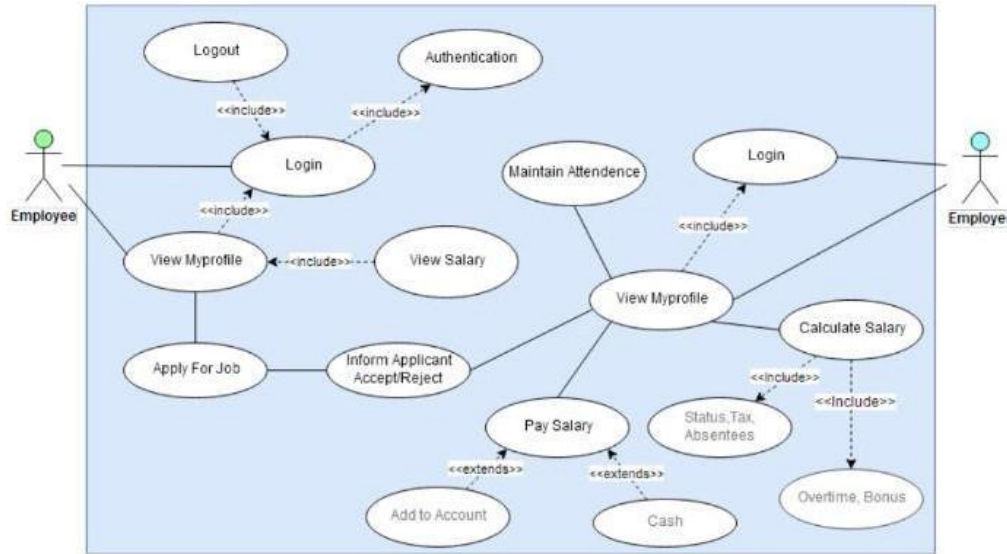 Logout
Authentication
<<include>>
<<include>>
Login
Maintain Attendence
Login
Employee
Employe
<<include>>
<<include>>
View Myprofile
<include>>
View Salary
View Myprofile
Calculate Salary
Apply For Job
Inform Applicant
Accept/Reject
<<Include>>
<<Include>>
Pay Salary
Status,Tax,
Absentees
<<extends>>
<<extends>>
Add to Account
Cash
Overtime, Bonus